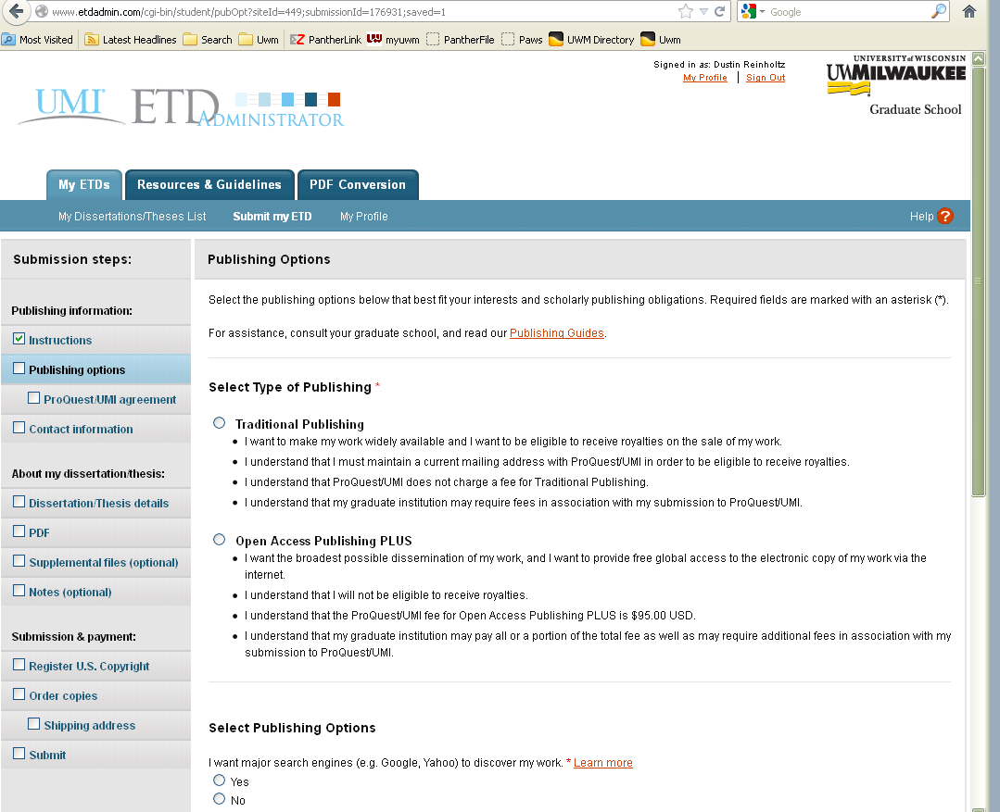 www.etdadmin.com/cgi-bin/student/pubOpt?siteId=449;submissionId=176931;saved=1
Google
Most Visited Latest Headlines Search Uwm PantherLink myuwm PantherFile Paws UWM Directory Uwm
Signed in as: Dustin Reinholtz
My Profile | Sign Out
UNIVERSITY of WISCONSIN
UWMILWAUKEE
Graduate School
UMI ETD ADMINISTRATOR
My ETDs Resources & Guidelines PDF Conversion
My Dissertations/Theses List Submit my ETD My Profile Help ?
Submission steps:
Publishing information:
Instructions
Publishing options
ProQuest/UMI agreement
Contact information
About my dissertation/thesis:
Dissertation/Thesis details
PDF
Supplemental files (optional)
Notes (optional)
Submission & payment:
Register U.S. Copyright
Order copies
Shipping address
Submit
Publishing Options
Select the publishing options below that best fit your interests and scholarly publishing obligations. Required fields are marked with an asterisk (*).
For assistance, consult your graduate school, and read our Publishing Guides.
Select Type of Publishing *
Traditional Publishing
• I want to make my work widely available and I want to be eligible to receive royalties on the sale of my work.
• I understand that I must maintain a current mailing address with ProQuest/UMI in order to be eligible to receive royalties.
• I understand that ProQuest/UMI does not charge a fee for Traditional Publishing.
• I understand that my graduate institution may require fees in association with my submission to ProQuest/UMI.
Open Access Publishing PLUS
• I want the broadest possible dissemination of my work, and I want to provide free global access to the electronic copy of my work via the
internet.
• I understand that I will not be eligible to receive royalties.
• I understand that the ProQuest/UMI fee for Open Access Publishing PLUS is $95.00 USD.
• I understand that my graduate institution may pay all or a portion of the total fee as well as may require additional fees in association with my
submission to ProQuest/UMI.
Select Publishing Options
I want major search engines (e.g. Google, Yahoo) to discover my work. * Learn more
Yes
No